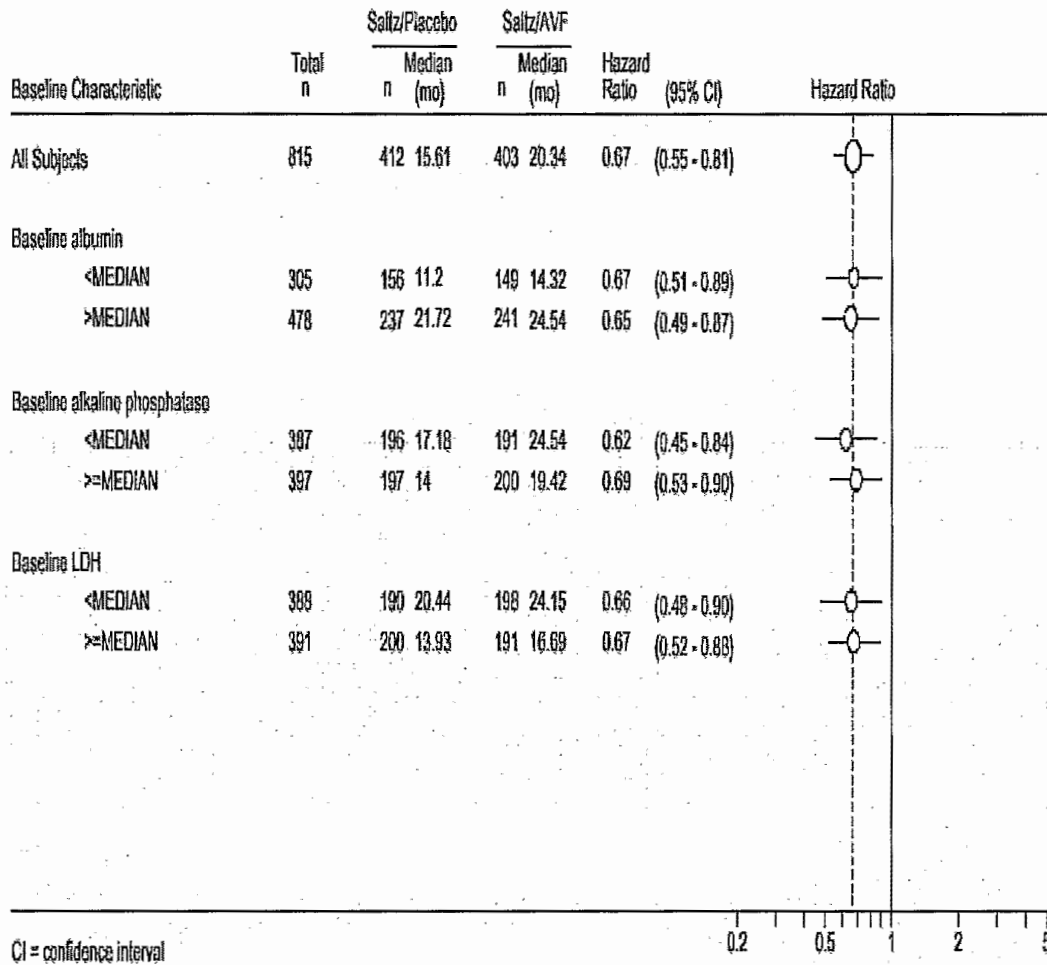 Saltz/Placebo Saltz/AVF
Total Median Median Hazard
Baseline Characteristic n n (mo) n (mo) Ratio (95% CI) Hazard Ratio
All Subjects 815 412 15.61 403 20.34 0.67 (0.55 - 0.81)
Baseline albumin
<MEDIAN 305 156 11.2 149 14.32 0.67 (0.51 - 0.89)
>MEDIAN 478 237 21.72 241 24.54 0.65 (0.49 - 0.87)
Baseline alkaline phosphatase
<MEDIAN 387 196 17.18 191 24.54 0.62 (0.45 - 0.84)
>=MEDIAN 397 197 14 200 19.42 0.69 (0.53 - 0.90)
Baseline LDH
<MEDIAN 388 190 20.44 198 24.15 0.66 (0.48 - 0.90)
>=MEDIAN 391 200 13.93 191 16.69 0.67 (0.52 - 0.88)
0.2 0.5 1 2 5
CI = confidence interval